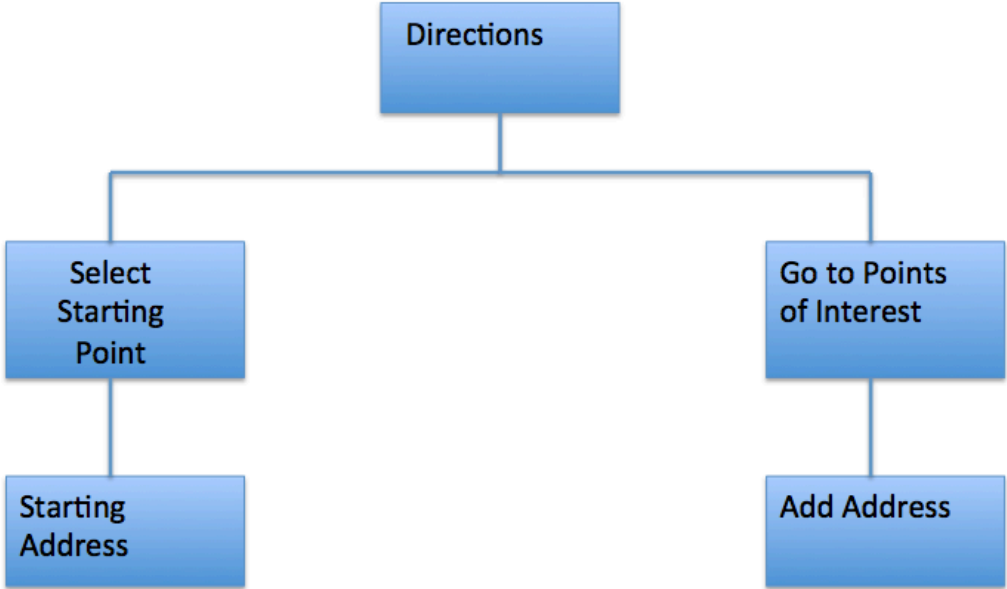 Directions
Select
Starting
Point
Go to Points
of Interest
Starting
Address
Add Address